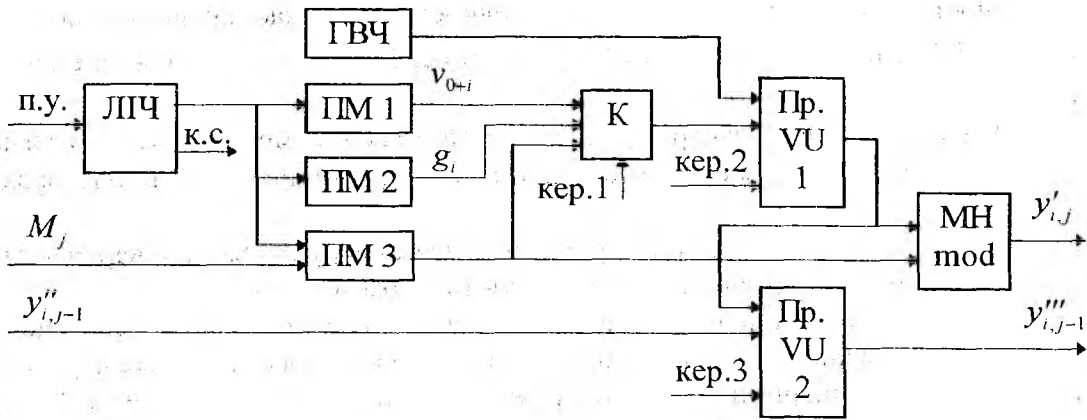 ГВЧ
п.у.
ЛІЧ
к.с.
ПМ 1
v₀₊ᵢ
ПМ 2
gᵢ
ПМ 3
К
кер.1
кер.2
Пр.
VU
1
Mⱼ
y″ᵢ,ⱼ₋₁
МН
mod
y′ᵢ,ⱼ
кер.3
Пр.
VU
2
y‴ᵢ,ⱼ₋₁